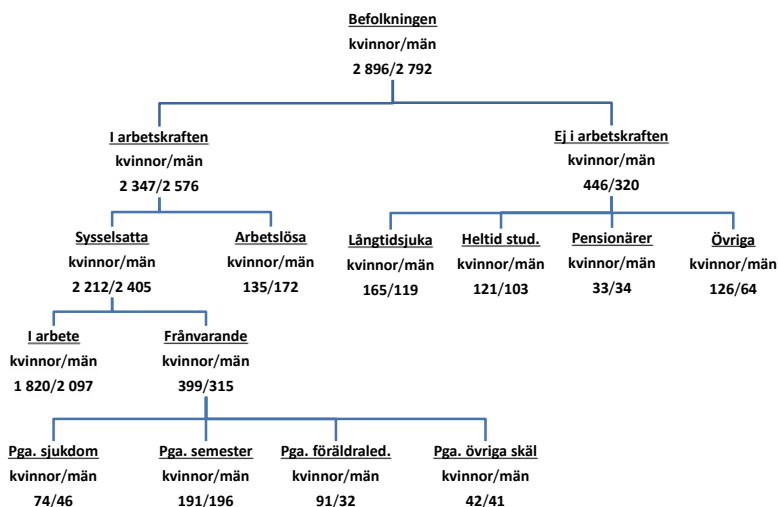 Befolkningen
kvinnor/män
2 896/2 792
I arbetskraften
kvinnor/män
2 347/2 576
Ej i arbetskraften
kvinnor/män
446/320
Sysselsatta
kvinnor/män
2 212/2 405
Arbetslösa
kvinnor/män
135/172
Långtidsjuka
kvinnor/män
165/119
Heltid stud.
kvinnor/män
121/103
Pensionärer
kvinnor/män
33/34
Övriga
kvinnor/män
126/64
I arbete
kvinnor/män
1 820/2 097
Frånvarande
kvinnor/män
399/315
Pga. sjukdom
kvinnor/män
74/46
Pga. semester
kvinnor/män
191/196
Pga. föräldraled.
kvinnor/män
91/32
Pga. övriga skäl
kvinnor/män
42/41